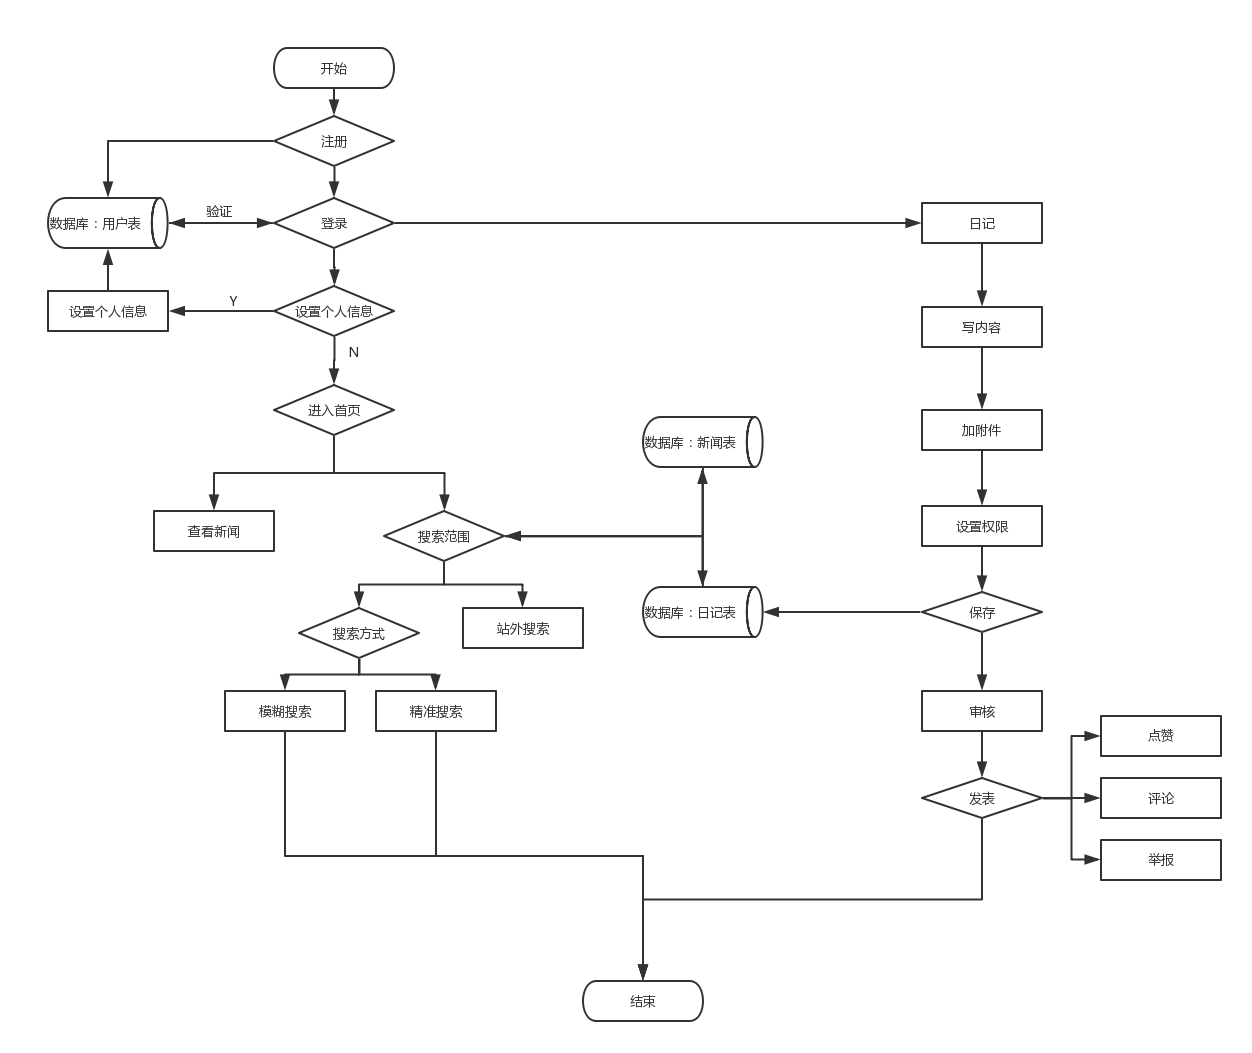 开始
注册
验证
数据库：用户表
登录
日记
Y
设置个人信息
设置个人信息
写内容
N
进入首页
加附件
数据库：新闻表
查看新闻
搜索范围
设置权限
数据库：日记表
保存
搜索方式
站外搜索
模糊搜索
精准搜索
审核
点赞
发表
评论
举报
结束